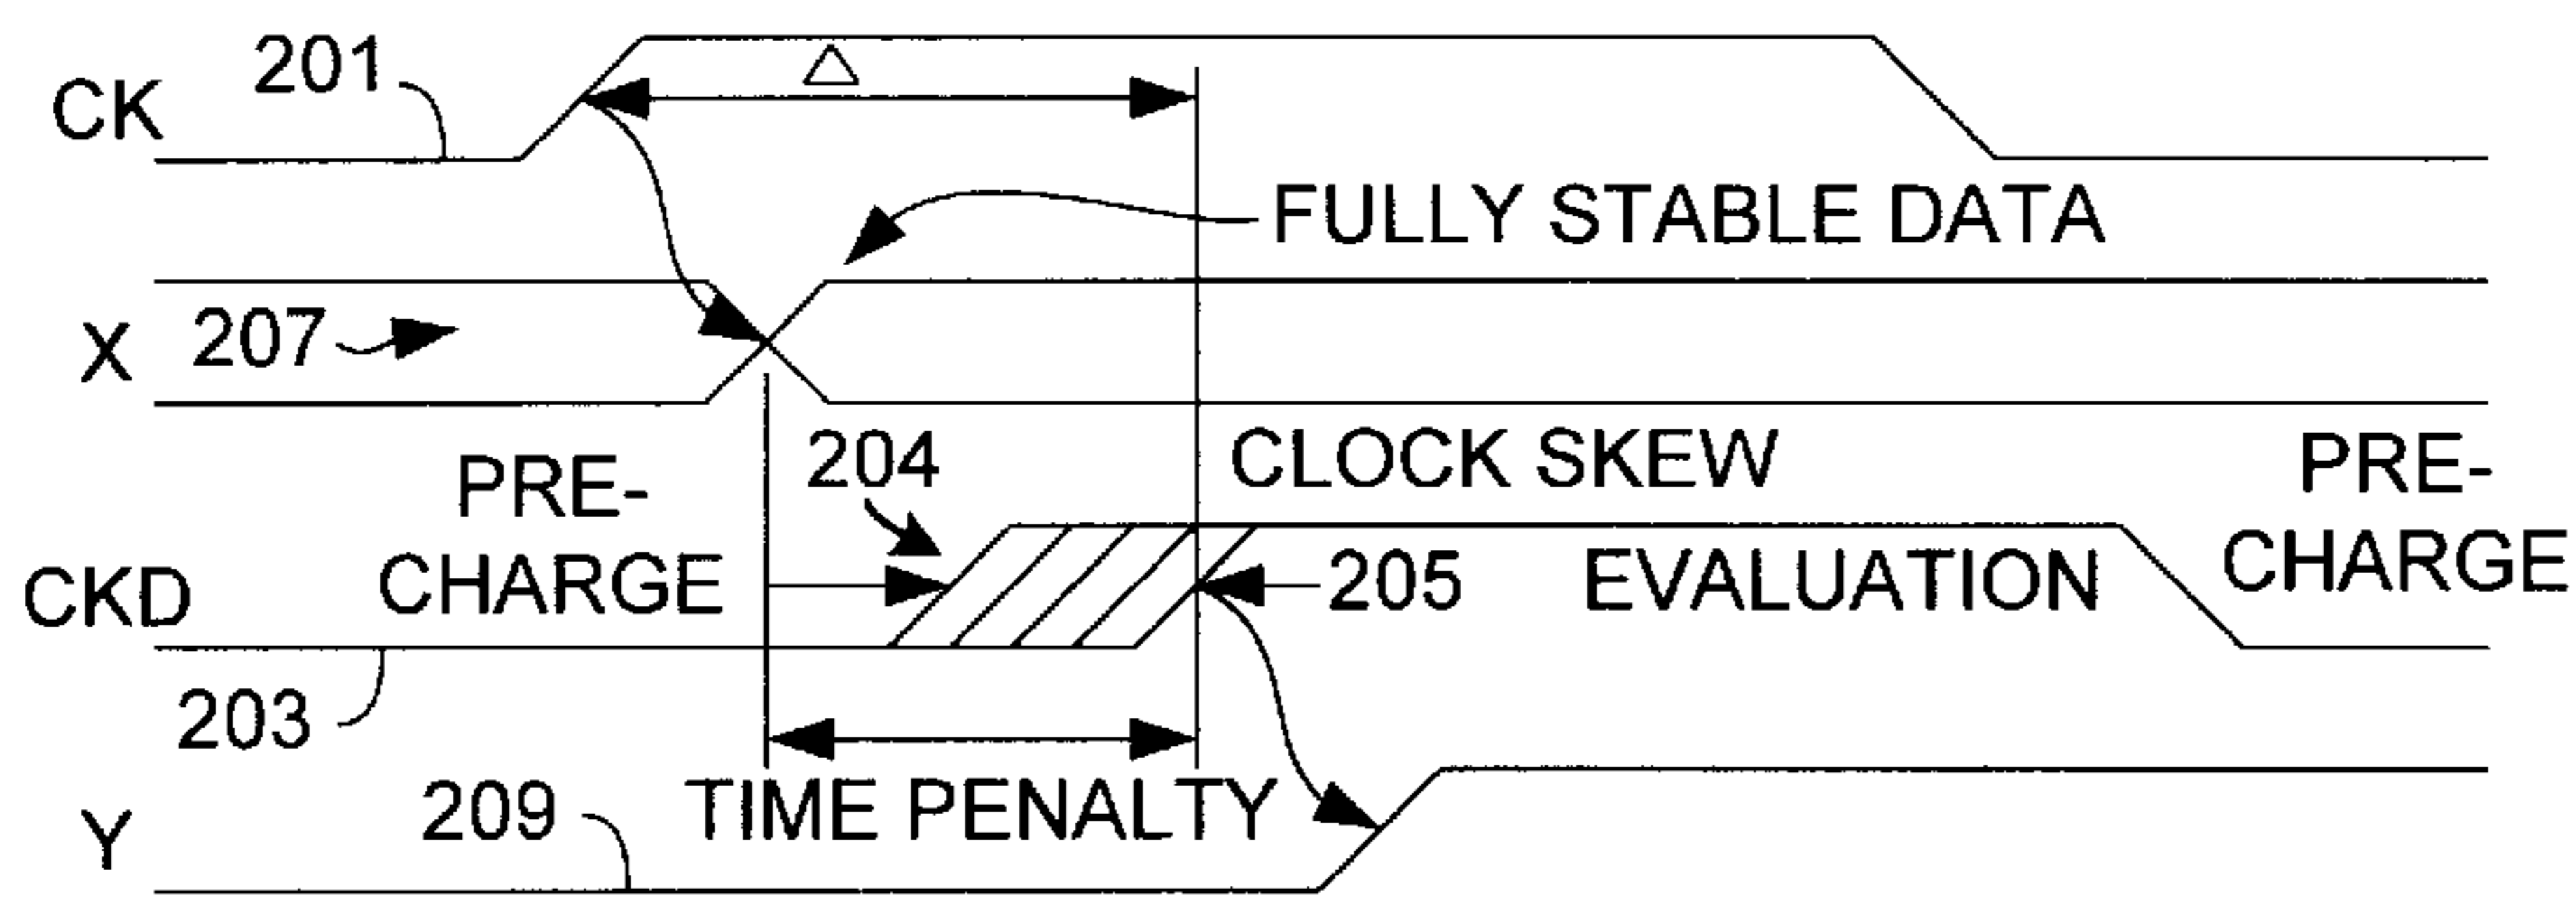 201
△
CK
FULLY STABLE DATA
X
207
204
CLOCK SKEW
PRE-
CHARGE
PRE-
CHARGE
CKD
205
EVALUATION
203
TIME PENALTY
209
Y